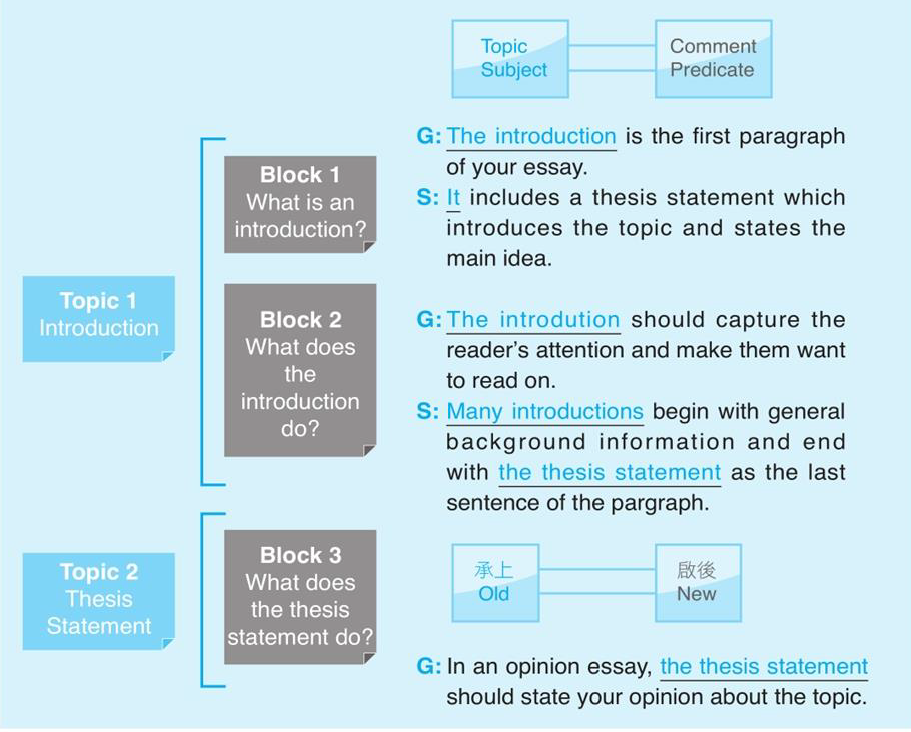 Topic
Subject
Comment
Predicate
Topic 1
Introduction
Block 1
What is an
introduction?
G: The introduction is the first paragraph
of your essay.
S: It includes a thesis statement which
introduces the topic and states the
main idea.
Block 2
What does
the
introduction
do?
G: The introdution should capture the
reader's attention and make them want
to read on.
S: Many introductions begin with general
background information and end
with the thesis statement as the last
sentence of the pargraph.
Topic 2
Thesis
Statement
Block 3
What does
the thesis
statement do?
承上
Old
啟後
New
G: In an opinion essay, the thesis statement
should state your opinion about the topic.